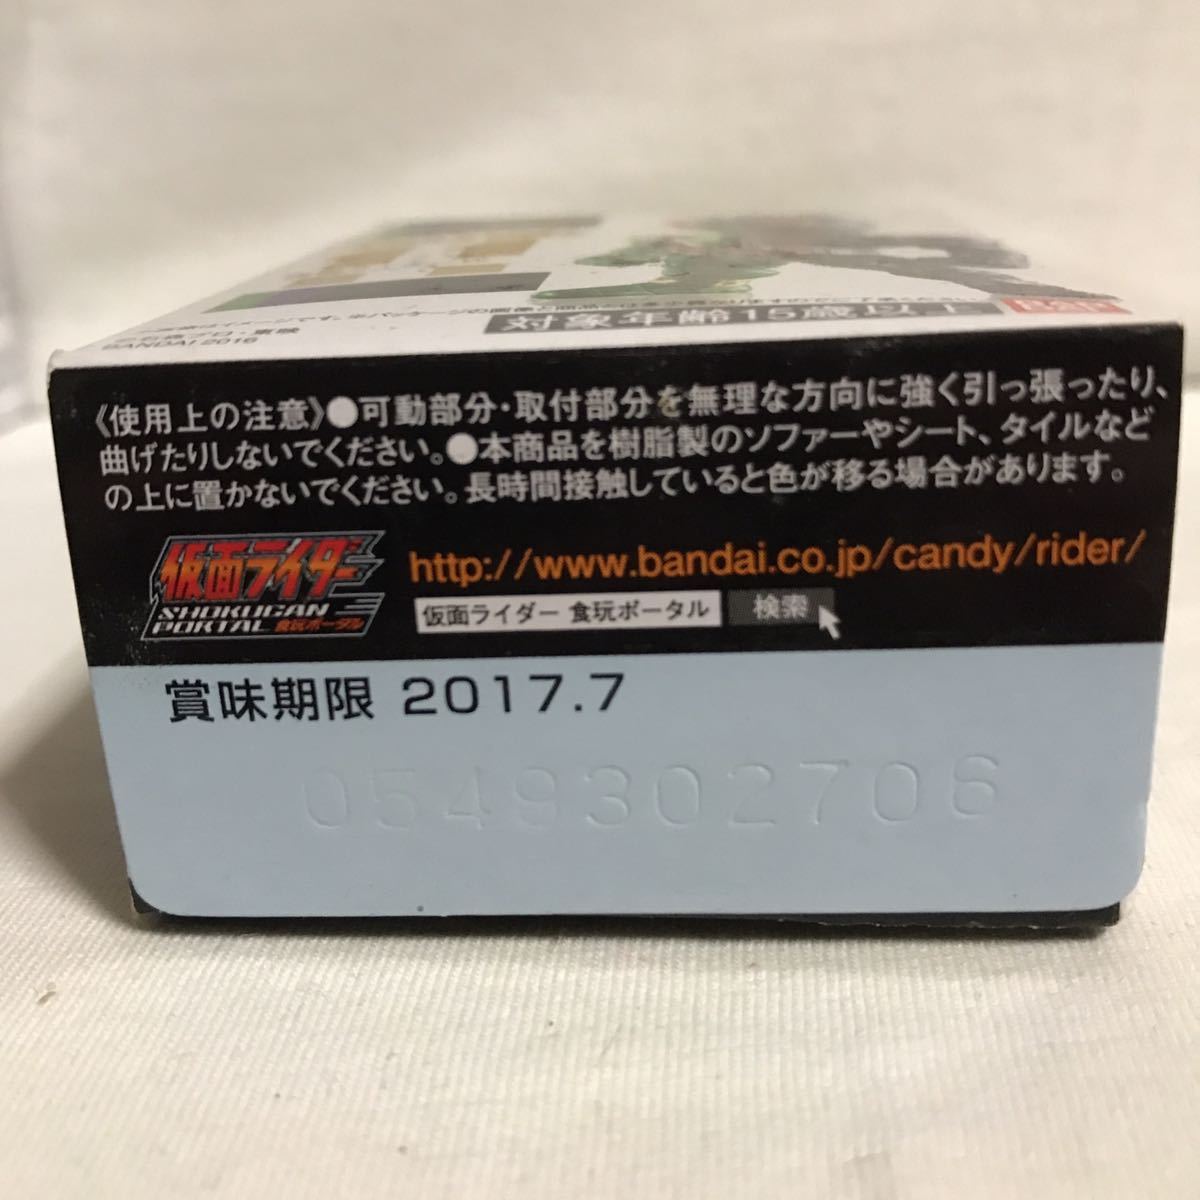 対象年齢15歳以上
BANDAI 2016
《使用上の注意》●可動部分・取付部分を無理な方向に強く引っ張ったり、
曲げたりしないでください。●本商品を樹脂製のソファーやシート、タイルなど
の上に置かないでください。長時間接触していると色が移る場合があります。
仮面ライダー
SHOKUGAN
PORTAL 食玩ポータル
http://www.bandai.co.jp/candy/rider/
仮面ライダー 食玩ポータル 検索
賞味期限 2017.7
0549302706